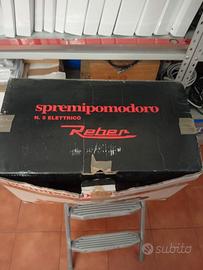 spremipomodoro
N. 5 ELETTRICO
Reber
subito